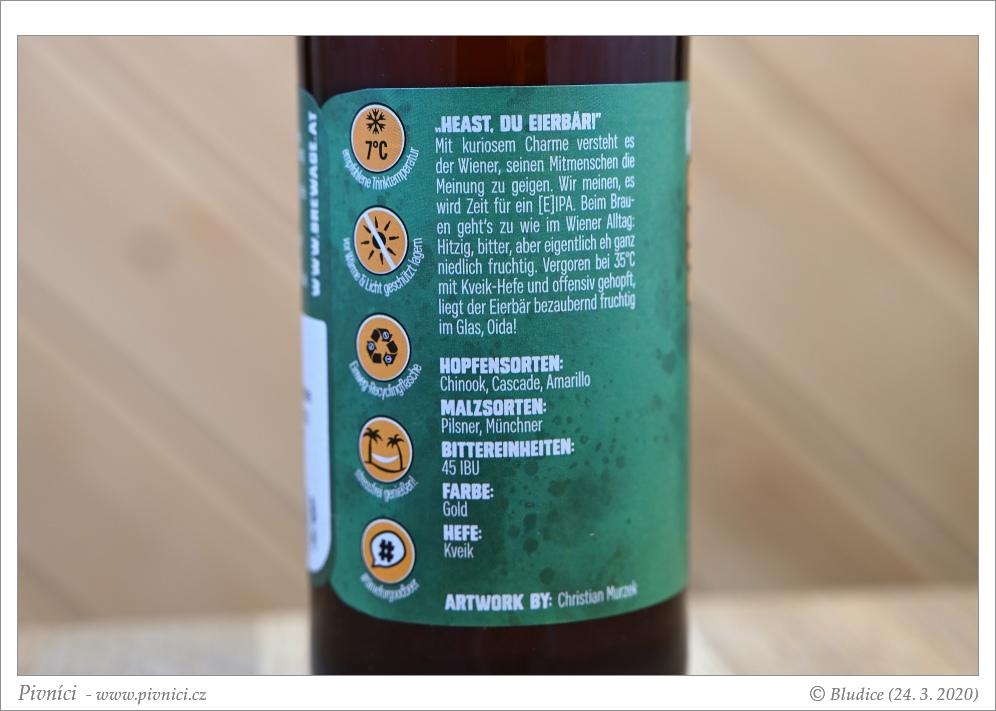 WWW.BREWAGE.AT
7°C
empfohlene Trinktemperatur
vor Wärme & Licht geschützt lagern
Einweg-Recyclingflasche
stressfrei genießen!
#timeforgoodbeer
„HEAST, DU EIERBÄR!"
Mit kuriosem Charme versteht es
der Wiener, seinen Mitmenschen die
Meinung zu geigen. Wir meinen, es
wird Zeit für ein [E]IPA. Beim Brau-
en geht's zu wie im Wiener Alltag:
Hitzig, bitter, aber eigentlich eh ganz
niedlich fruchtig. Vergoren bei 35°C
mit Kveik-Hefe und offensiv gehopft,
liegt der Eierbär bezaubernd fruchtig
im Glas, Oida!
HOPFENSORTEN:
Chinook, Cascade, Amarillo
MALZSORTEN:
Pilsner, Münchner
BITTEREINHEITEN:
45 IBU
FARBE:
Gold
HEFE:
Kveik
ARTWORK BY: Christian Murzek
Pivníci - www.pivnici.cz
© Bludice (24. 3. 2020)